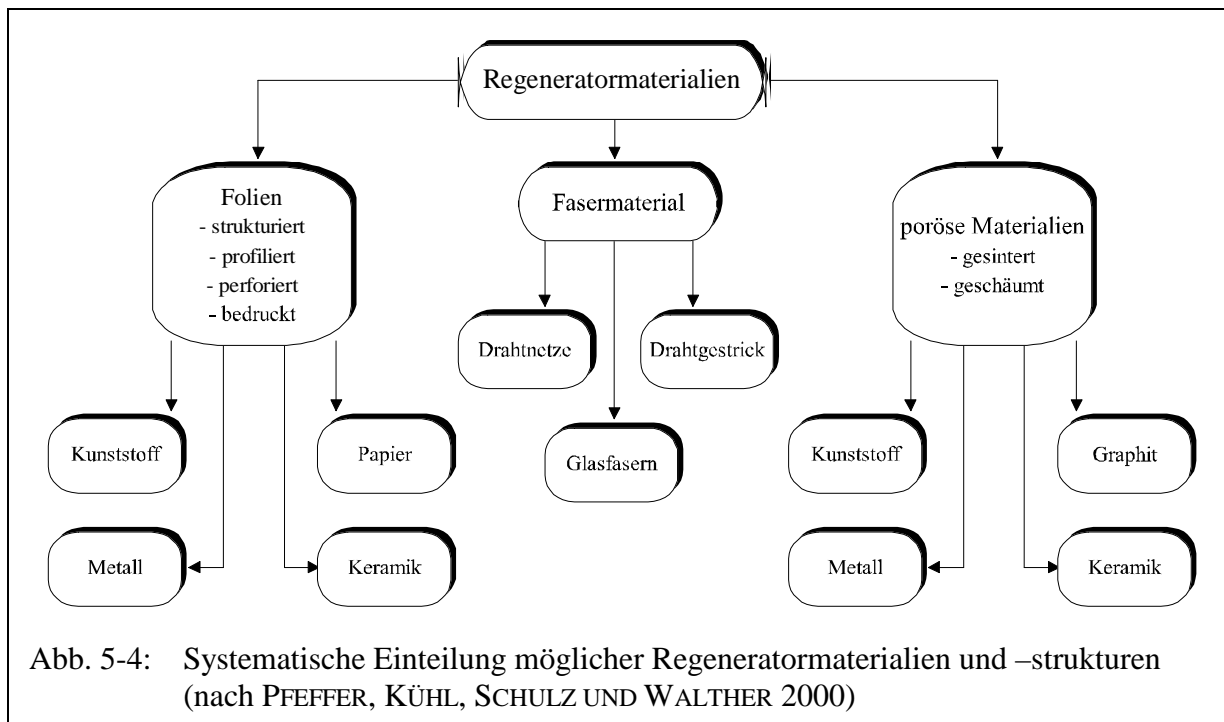 Regeneratormaterialien
Folien
- strukturiert
- profiliert
- perforiert
- bedruckt
Fasermaterial
poröse Materialien
- gesintert
- geschäumt
Drahtnetze
Drahtgestrick
Kunststoff
Papier
Glasfasern
Kunststoff
Graphit
Metall
Keramik
Metall
Keramik
Abb. 5-4: Systematische Einteilung möglicher Regeneratormaterialien und –strukturen
(nach PFEFFER, KÜHL, SCHULZ UND WALTHER 2000)